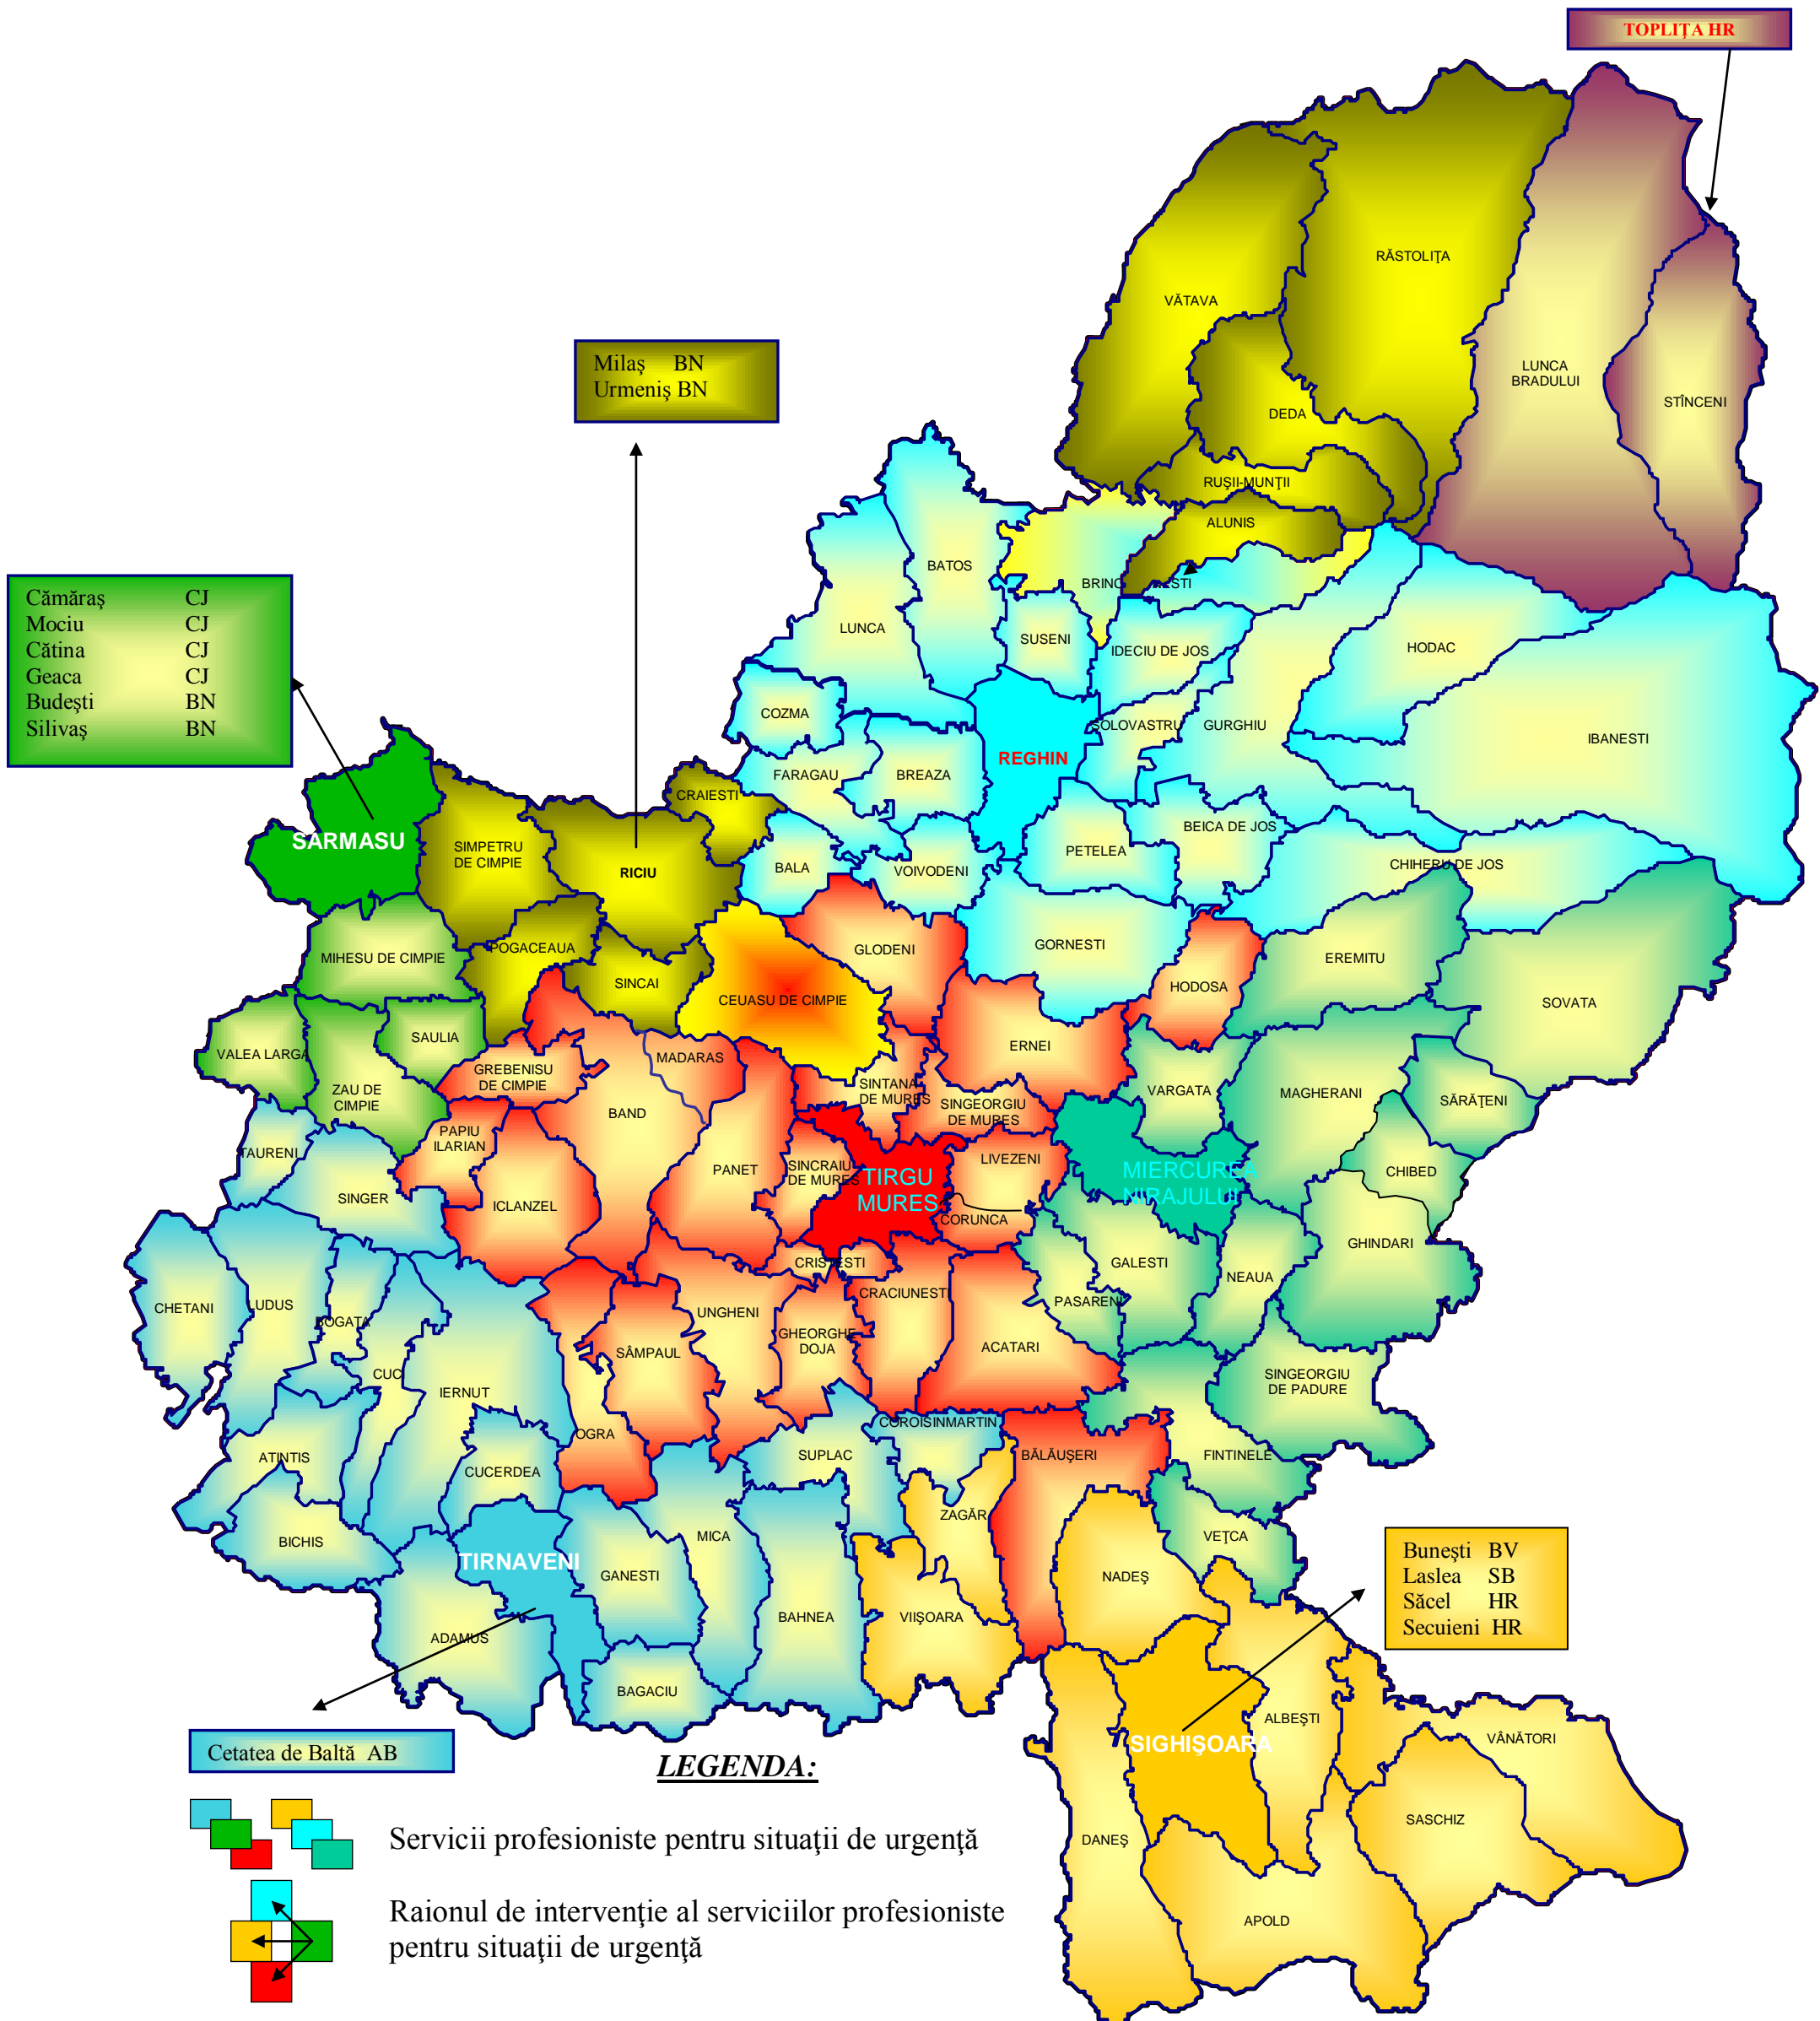 TOPLIŢA HR
RĂSTOLIŢA
VĂTAVA
LUNCA
BRADULUI
STÎNCENI
DEDA
RUŞII-MUNŢII
ALUNIS
Milaş BN
Urmeniş BN
BATOS
LUNCA
SUSENI
IDECIU DE JOS
HODAC
Cămăraş CJ
Mociu CJ
Cătina CJ
Geaca CJ
Budeşti BN
Silivaş BN
COZMA
SOLOVASTRU
GURGHIU
IBANESTI
REGHIN
FARAGAU
BREAZA
CRAIESTI
SARMASU
SIMPETRU
DE CIMPIE
RICIU
BALA
VOIVODENI
PETELEA
BEICA DE JOS
CHIHERU DE JOS
MIHESU DE CIMPIE
POGACEAUA
SINCAI
CEUASU DE CIMPIE
GLODENI
GORNESTI
HODOSA
EREMITU
SOVATA
VALEA LARGA
SAULIA
ZAU DE
CIMPIE
GREBENISU
DE CIMPIE
MADARAS
BAND
ERNEI
SINTANA
DE MURES
SINGEORGIU
DE MURES
VARGATA
MAGHERANI
SĂRĂŢENI
TAURENI
PAPIU
ILARIAN
SINGER
ICLANZEL
PANET
SINCRAIU
DE MURES
TIRGU
MURES
LIVEZENI
CORUNCA
MIERCUREA
NIRAJULUI
CHIBED
GHINDARI
CHETANI
LUDUS
BOGATA
CUC
IERNUT
UNGHENI
CRISTESTI
CRACIUNESTI
GHEORGHE
DOJA
SÂMPAUL
ACATARI
PASARENI
GALESTI
NEAUA
SINGEORGIU
DE PADURE
OGRA
ATINTIS
CUCERDEA
SUPLAC
COROISINMARTIN
BĂLĂUŞERI
FINTINELE
BICHIS
TIRNAVENI
GANESTI
MICA
ZAGĂR
VEŢCA
NADEŞ
BAHNEA
VIIŞOARA
ADAMUS
BAGACIU
Buneşti BV
Laslea SB
Săcel HR
Secuieni HR
SIGHIŞOARA
ALBEŞTI
VÂNĂTORI
SASCHIZ
DANEŞ
APOLD
Cetatea de Baltă AB
LEGENDA:
Servicii profesioniste pentru situaţii de urgenţă
Raionul de intervenţie al serviciilor profesioniste
pentru situaţii de urgenţă